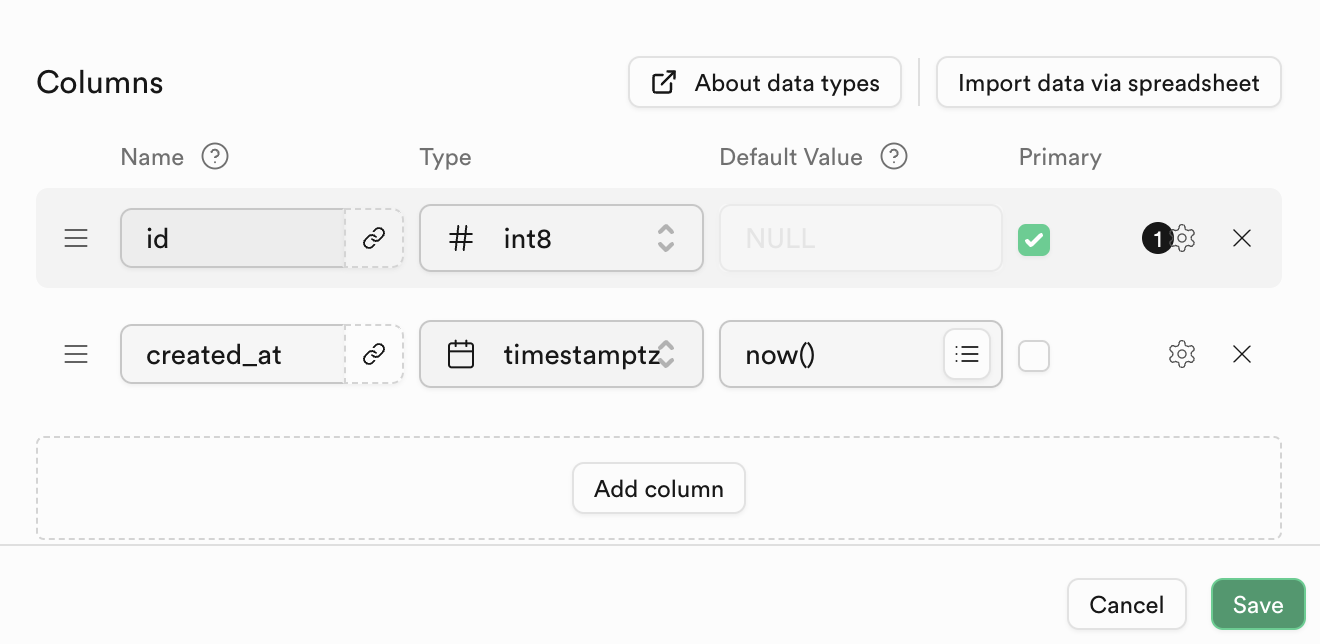 Columns
About data types
Import data via spreadsheet
Name ?
Type
Default Value ?
Primary
id
# int8
NULL
1
created_at
timestamptz
now()
Add column
Cancel
Save